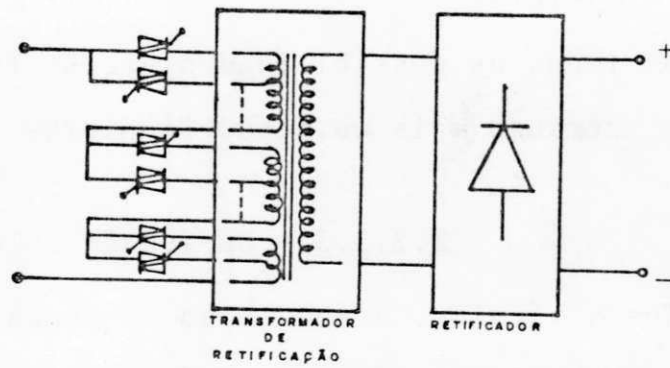 +
−
TRANSFORMADOR
DE
RETIFICAÇÃO
RETIFICADOR